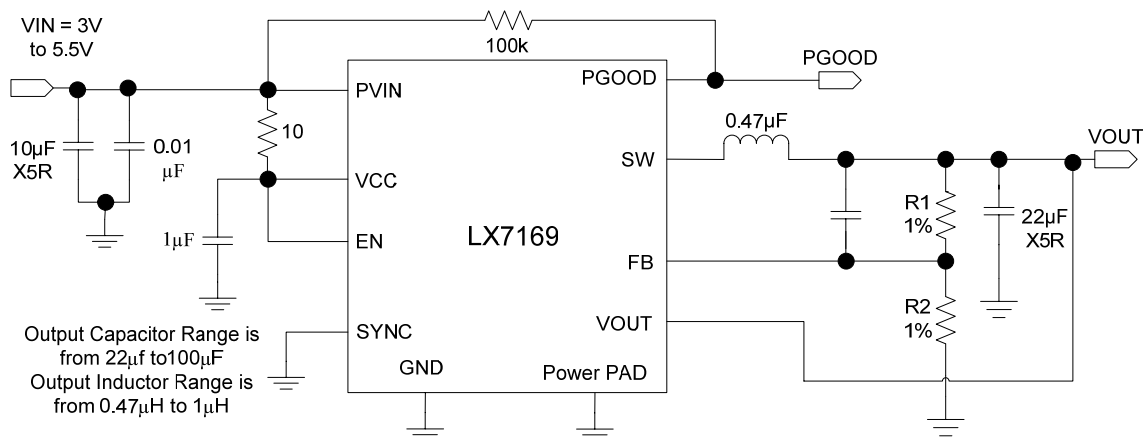 VIN = 3V
to 5.5V
100k
PGOOD
PGOOD
PVIN
10
0.47µF
10µF
X5R
0.01
µF
SW
VOUT
VCC
R1
1%
22µF
X5R
1µF
EN
LX7169
FB
R2
1%
SYNC
VOUT
Output Capacitor Range is
from 22µf to100µF
Output Inductor Range is
from 0.47µH to 1µH
GND
Power PAD